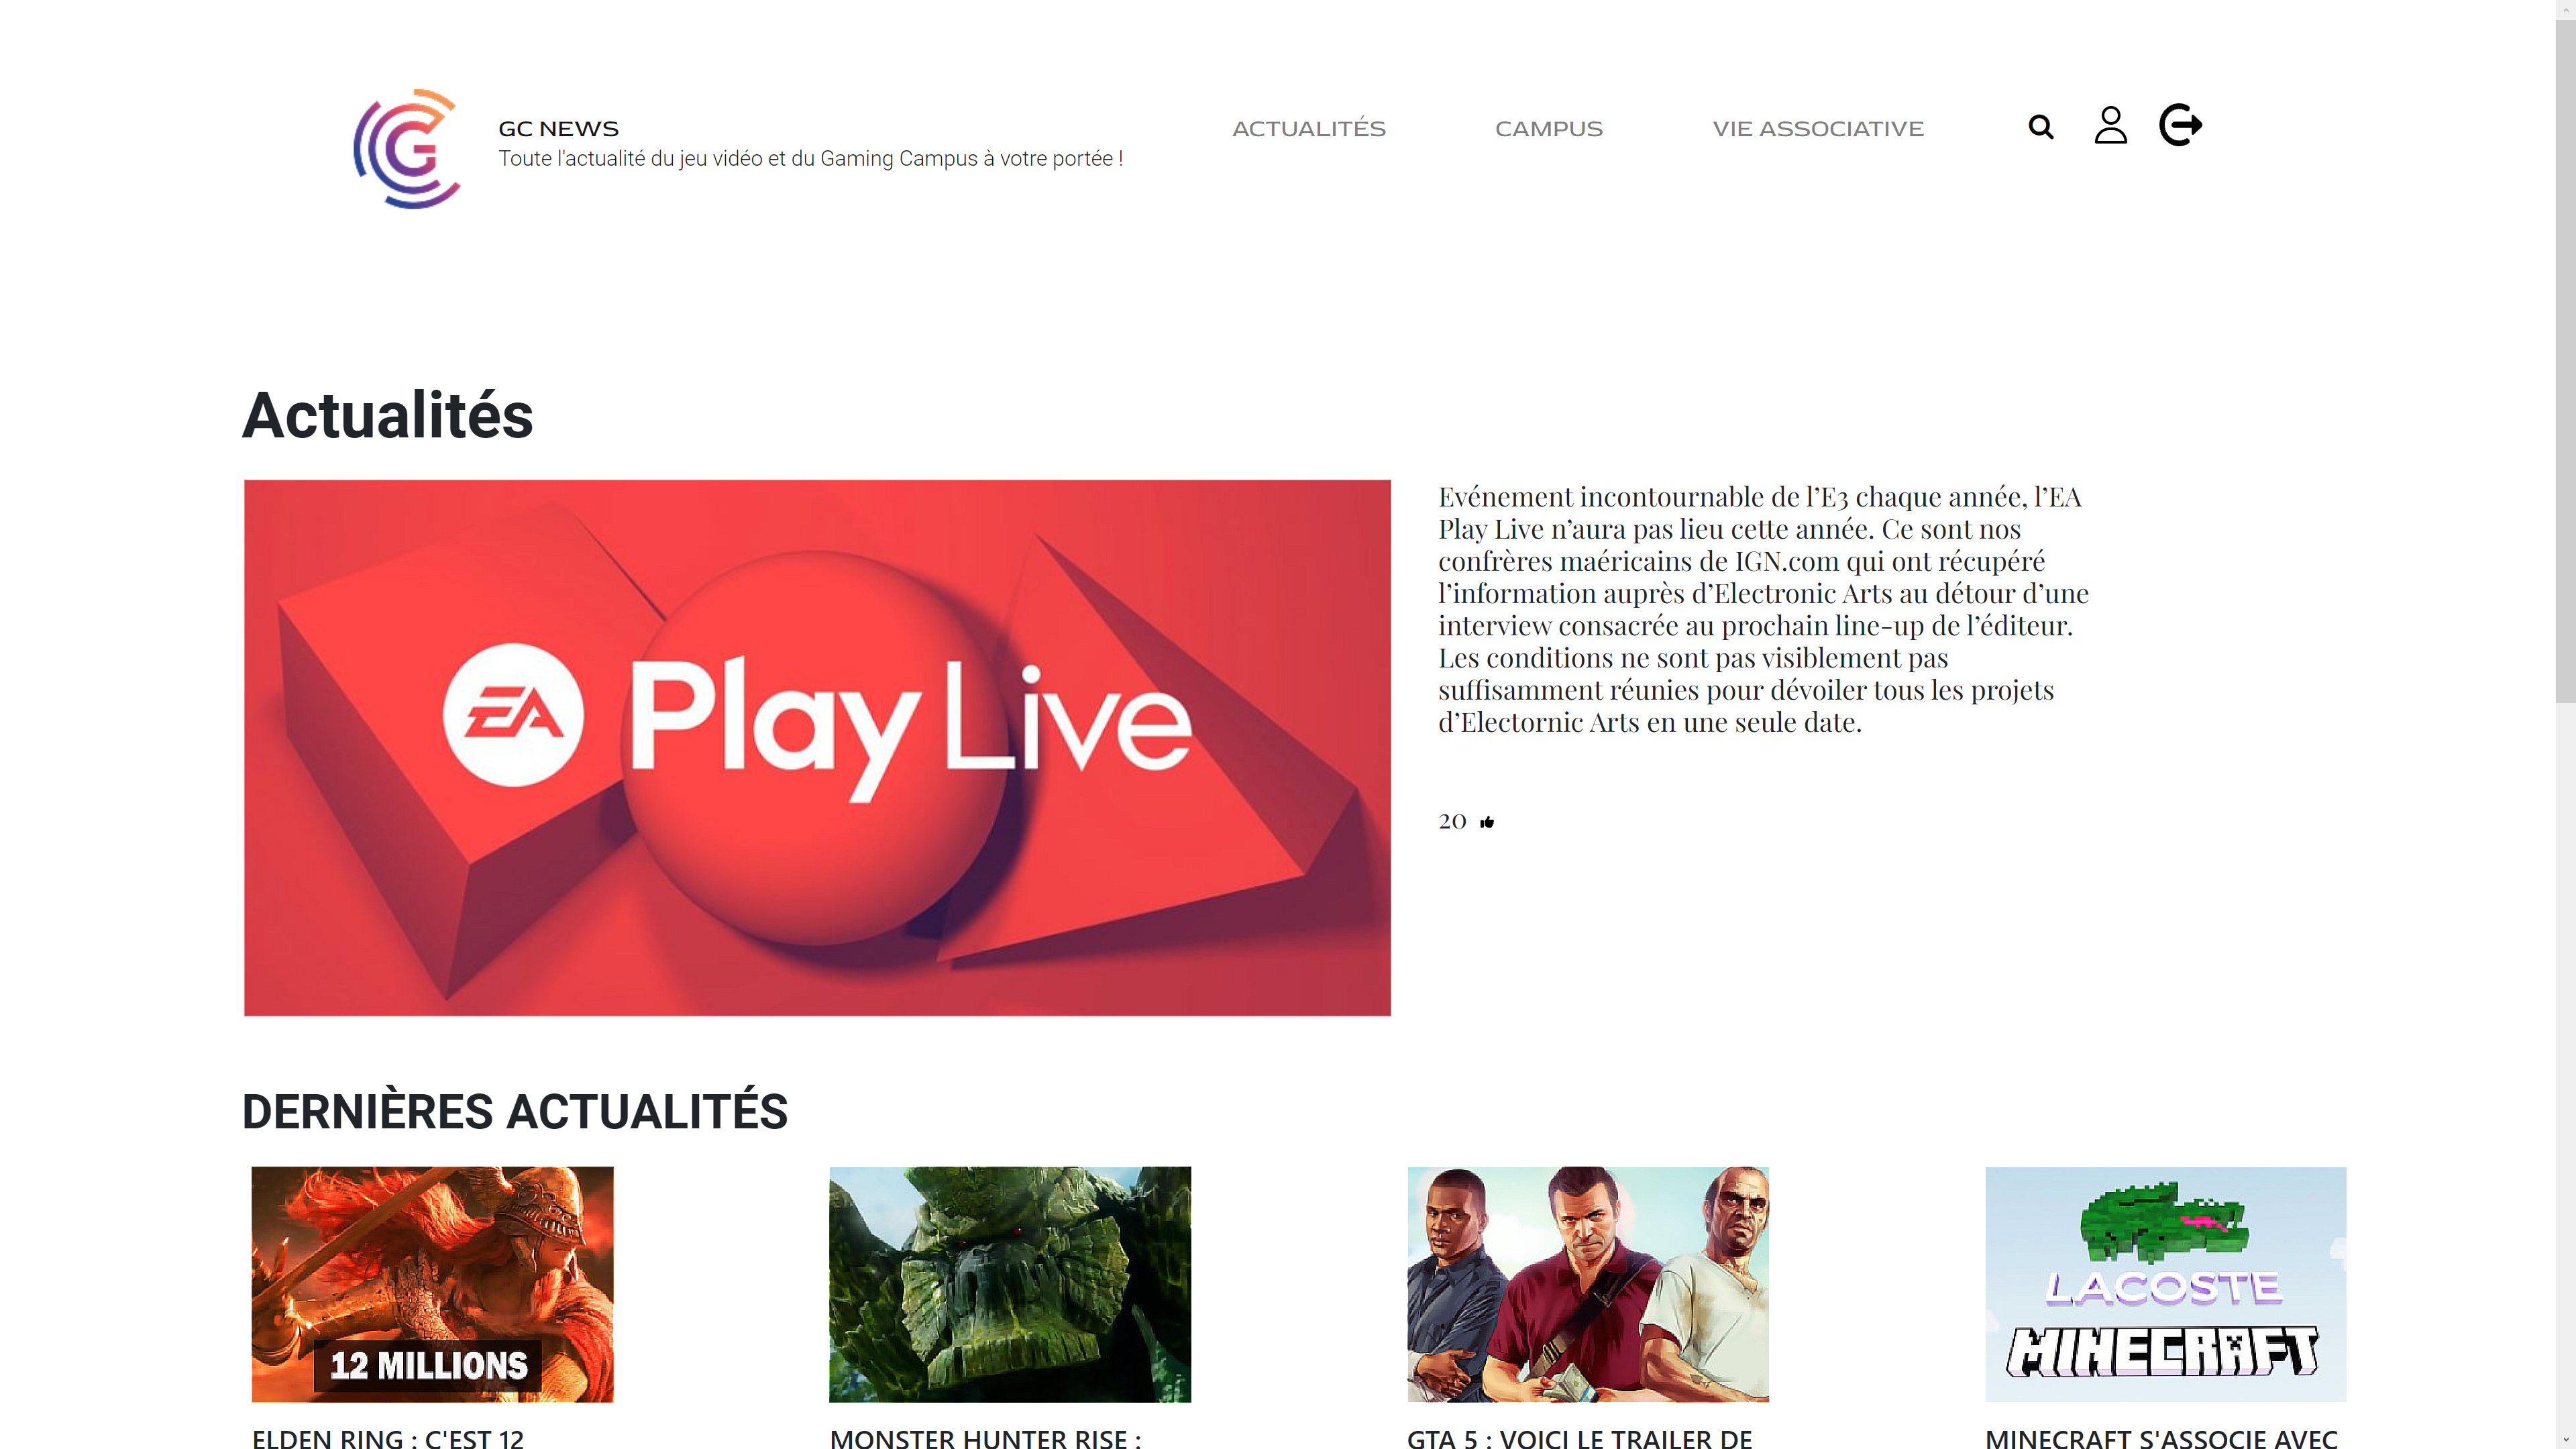 GC NEWS
Toute l'actualité du jeu vidéo et du Gaming Campus à votre portée !
ACTUALITÉS
CAMPUS
VIE ASSOCIATIVE
Actualités
EA Play Live
Evénement incontournable de l’E3 chaque année, l’EA
Play Live n’aura pas lieu cette année. Ce sont nos
confrères maéricains de IGN.com qui ont récupéré
l’information auprès d’Electronic Arts au détour d’une
interview consacrée au prochain line-up de l’éditeur.
Les conditions ne sont pas visiblement pas
suffisamment réunies pour dévoiler tous les projets
d’Electornic Arts en une seule date.
20
DERNIÈRES ACTUALITÉS
12 MILLIONS
LACOSTE
MINECRAFT
ELDEN RING : C'EST 12
MONSTER HUNTER RISE :
GTA 5 : VOICI LE TRAILER DE
MINECRAFT S'ASSOCIE AVEC